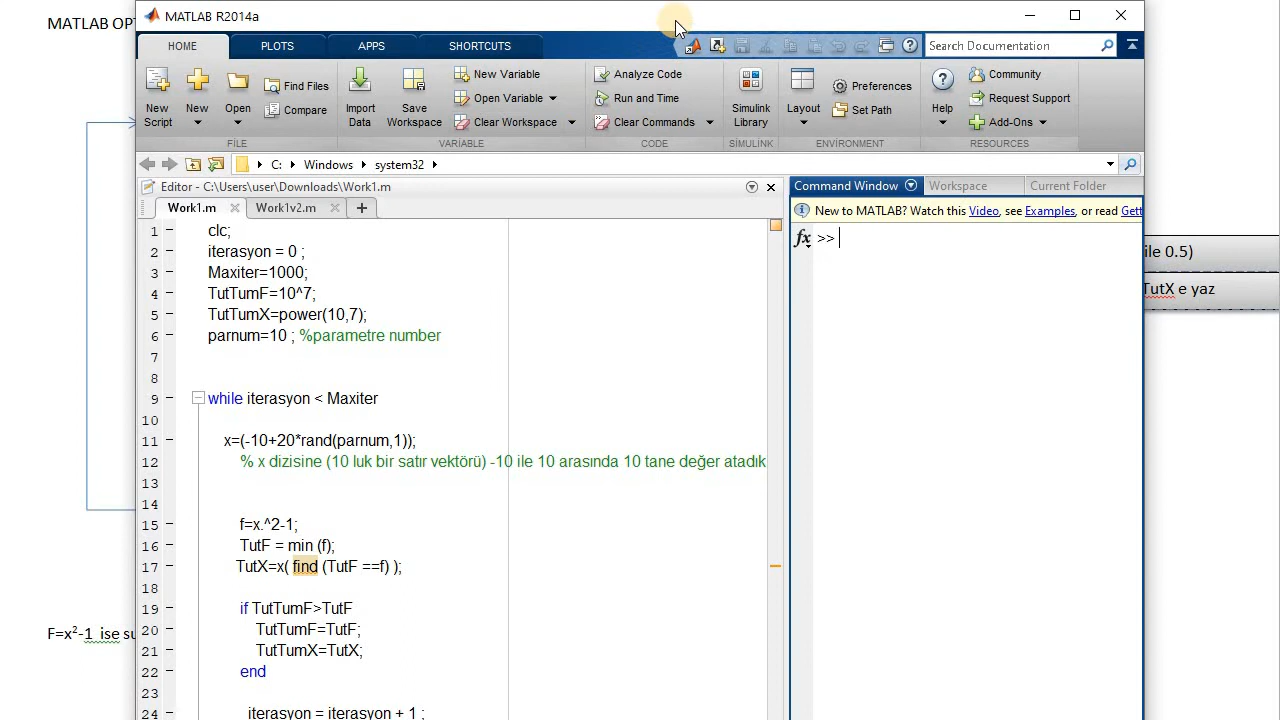 MATLAB OPT
MATLAB R2014a
HOME
PLOTS
APPS
SHORTCUTS
Search Documentation
New Script
New
Open
Find Files
Compare
FILE
Import Data
Save Workspace
New Variable
Open Variable
Clear Workspace
VARIABLE
Analyze Code
Run and Time
Clear Commands
CODE
Simulink Library
SIMULINK
Layout
Preferences
Set Path
ENVIRONMENT
Help
Community
Request Support
Add-Ons
RESOURCES
C: Windows system32
Editor - C:\Users\user\Downloads\Work1.m
Work1.m
Work1v2.m
Command Window
Workspace
Current Folder
New to MATLAB? Watch this Video, see Examples, or read Gett
fx >>
1 clc;
2 iterasyon = 0 ;
3 Maxiter=1000;
4 TutTumF=10^7;
5 TutTumX=power(10,7);
6 parnum=10 ; %parametre number
7
8
9 while iterasyon < Maxiter
10
11 x=(-10+20*rand(parnum,1));
12 % x dizisine (10 luk bir satır vektörü) -10 ile 10 arasında 10 tane değer atadık
13
14
15 f=x.^2-1;
16 TutF = min (f);
17 TutX=x( find (TutF ==f) );
18
19 if TutTumF>TutF
20 TutTumF=TutF;
21 TutTumX=TutX;
22 end
23
24 iterasyon = iterasyon + 1 ;
ile 0.5)
TutX e yaz
F=x²-1 ise su